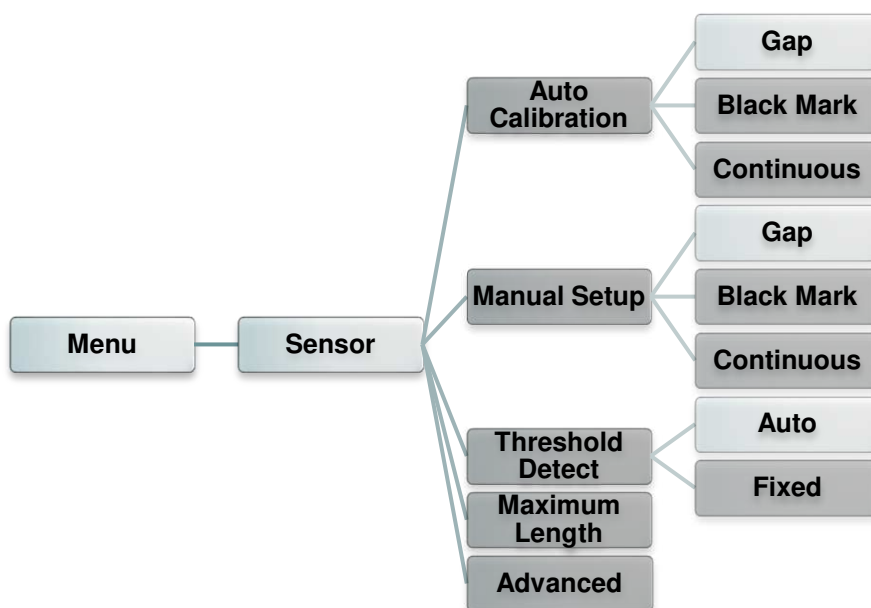 Menu
Sensor
Auto
Calibration
Gap
Black Mark
Continuous
Manual Setup
Gap
Black Mark
Continuous
Threshold
Detect
Auto
Fixed
Maximum
Length
Advanced